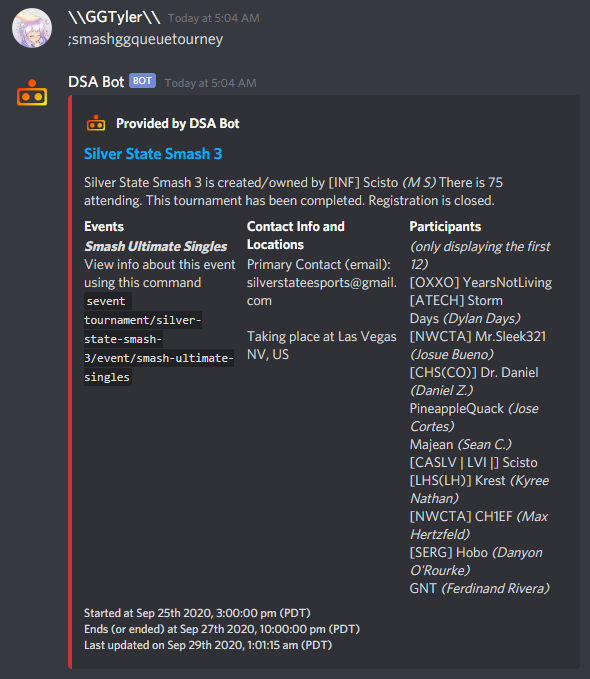 \\GGTyler\\ Today at 5:04 AM
;smashggqueuetourney
DSA Bot BOT Today at 5:04 AM
Provided by DSA Bot
Silver State Smash 3
Silver State Smash 3 is created/owned by [INF] Scisto (M S) There is 75
attending. This tournament has been completed. Registration is closed.
Events
Smash Ultimate Singles
View info about this event
using this command
sevent
tournament/silver-
state-smash-
3/event/smash-ultimate-
singles
Contact Info and
Locations
Primary Contact (email):
silverstateesports@gmail.
com
Taking place at Las Vegas
NV, US
Participants
(only displaying the first
12)
[OXXO] YearsNotLiving
[ATECH] Storm
Days (Dylan Days)
[NWCTA] Mr.Sleek321
(Josue Bueno)
[CHS(CO)] Dr. Daniel
(Daniel Z.)
PineappleQuack (Jose
Cortes)
Majean (Sean C.)
[CASLV | LVI |] Scisto
[LHS(LH)] Krest (Kyree
Nathan)
[NWCTA] CH1EF (Max
Hertzfeld)
[SERG] Hobo (Danyon
O'Rourke)
GNT (Ferdinand Rivera)
Started at Sep 25th 2020, 3:00:00 pm (PDT)
Ends (or ended) at Sep 27th 2020, 10:00:00 pm (PDT)
Last updated on Sep 29th 2020, 1:01:15 am (PDT)